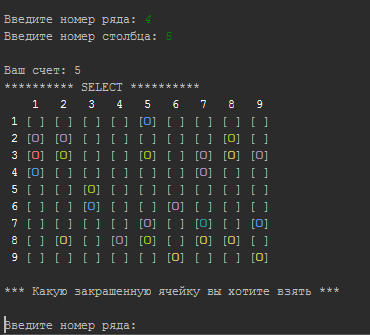 Введите номер ряда: 4
Введите номер столбца: 5
Ваш счет: 5
********** SELECT **********
1 2 3 4 5 6 7 8 9
1 [ ] [ ] [ ] [ ] [O] [ ] [ ] [ ] [ ]
2 [O] [O] [ ] [ ] [ ] [ ] [ ] [O] [ ]
3 [O] [O] [ ] [ ] [O] [ ] [O] [O] [O]
4 [O] [ ] [ ] [ ] [ ] [ ] [O] [ ] [ ]
5 [ ] [ ] [O] [ ] [ ] [ ] [ ] [ ] [ ]
6 [ ] [ ] [O] [ ] [ ] [O] [ ] [ ] [ ]
7 [ ] [ ] [ ] [ ] [O] [ ] [O] [ ] [O]
8 [ ] [O] [ ] [O] [O] [O] [O] [O] [ ]
9 [ ] [ ] [ ] [ ] [ ] [O] [ ] [ ] [O]
*** Какую закрашенную ячейку вы хотите взять ***
Введите номер ряда: